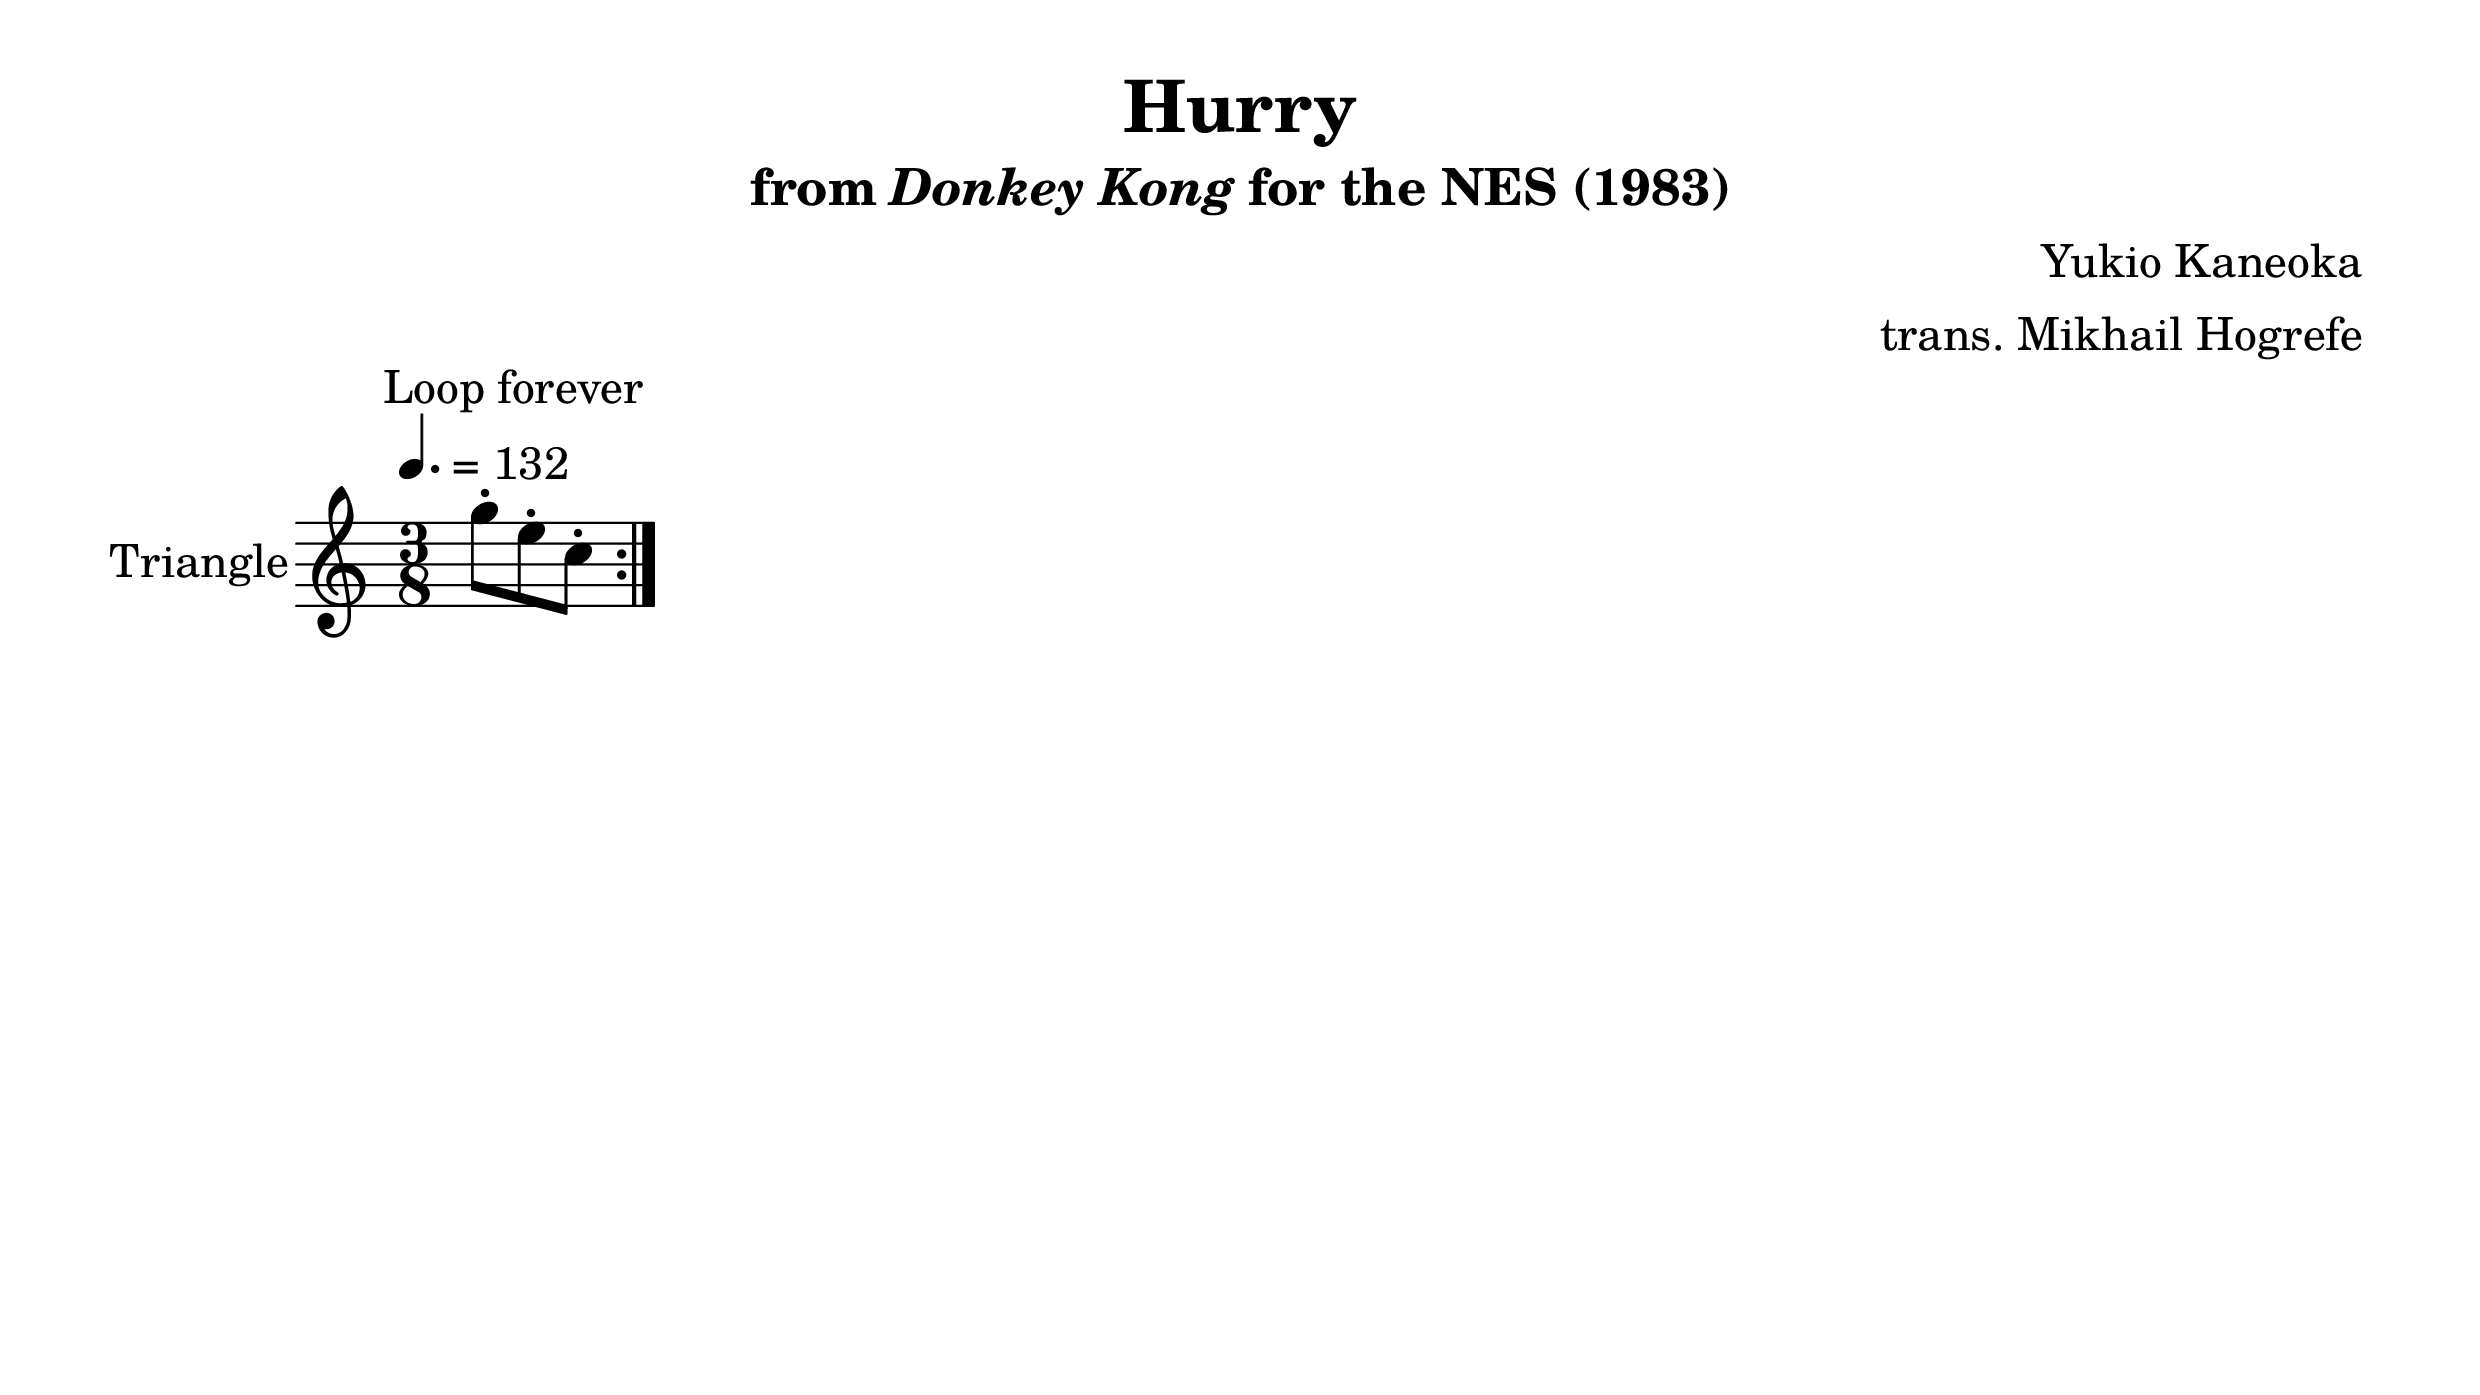 Hurry
from Donkey Kong for the NES (1983)
Yukio Kaneoka
trans. Mikhail Hogrefe
Loop forever
= 132
Triangle
3
8